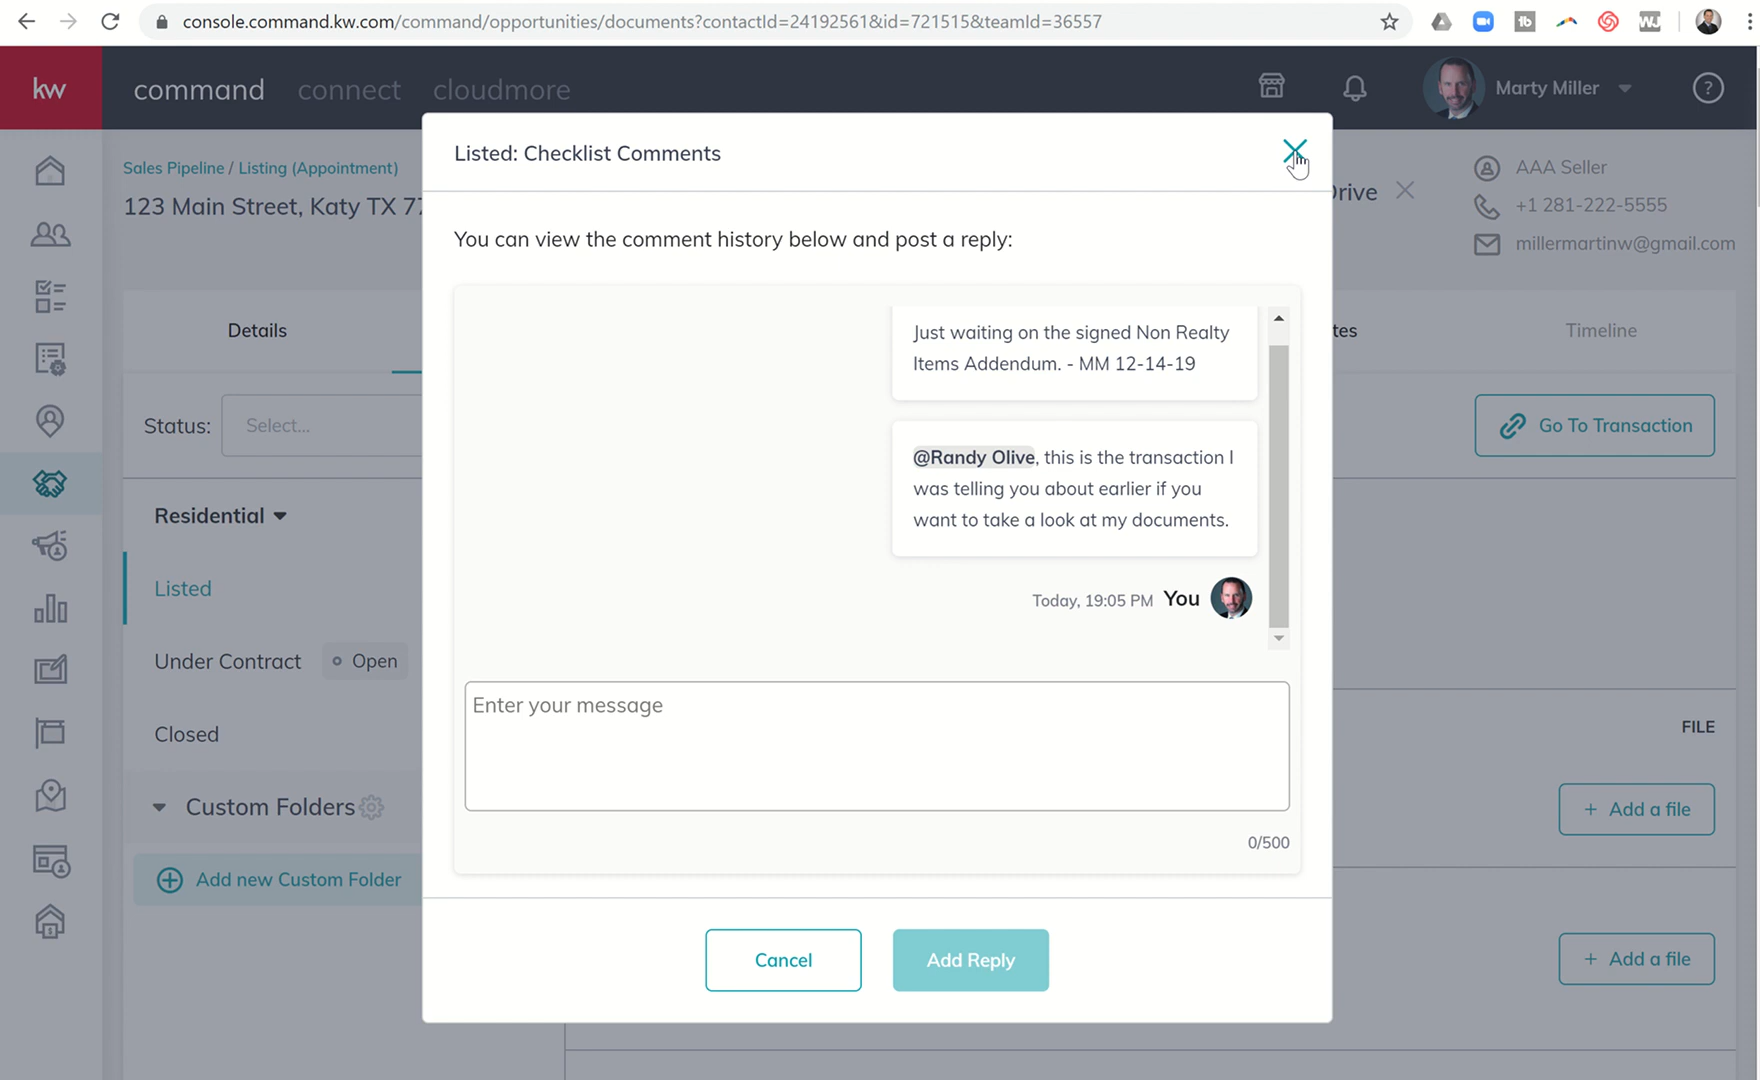 console.command.kw.com/command/opportunities/documents?contactId=24192561&id=721515&teamId=36557
tb
WJ
kw
command
connect
cloudmore
Marty Miller
?
Sales Pipeline / Listing (Appointment)
123 Main Street, Katy TX 77
Drive
AAA Seller
+1 281-222-5555
millermartinw@gmail.com
Listed: Checklist Comments
You can view the comment history below and post a reply:
Details
tes
Timeline
Status:
Select...
Go To Transaction
Just waiting on the signed Non Realty
Items Addendum. - MM 12-14-19
@Randy Olive, this is the transaction I
was telling you about earlier if you
want to take a look at my documents.
Today, 19:05 PM You
Residential
Listed
Under Contract
Open
Closed
Custom Folders
Add new Custom Folder
Enter your message
0/500
FILE
+ Add a file
+ Add a file
Cancel
Add Reply